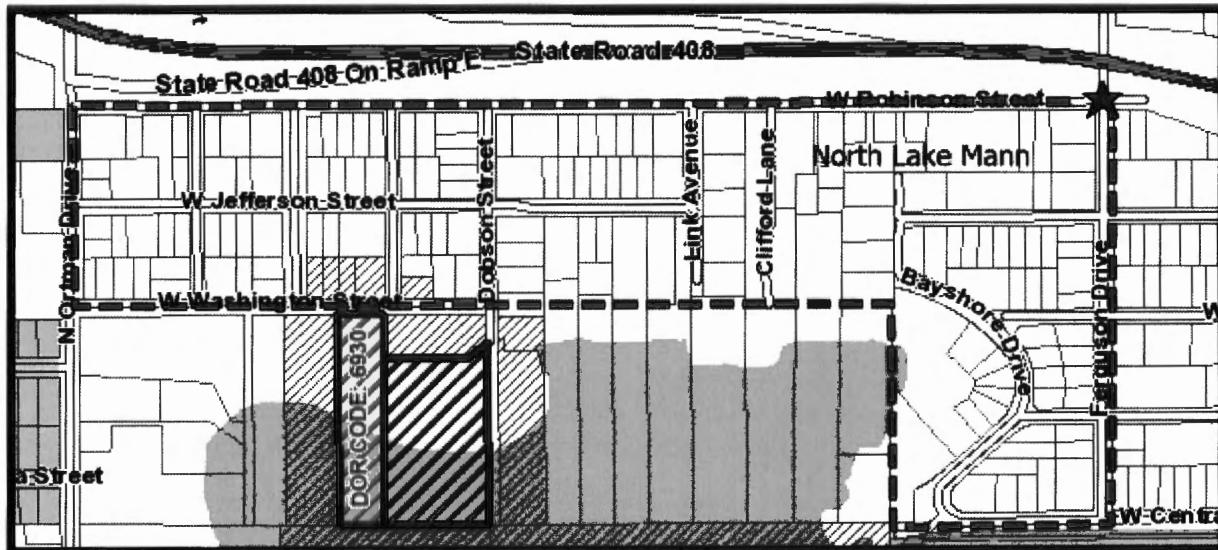 State Road 408
State Road 408 On Ramp E
W Robinson Street
North Lake Mann
N Ortman Drive
W Jefferson Street
Dobson Street
Link Avenue
Clifford Lane
W Washington Street
Bayshore Drive
Ferguson Drive
W
DOR CODE: 6930
a Street
W Centra